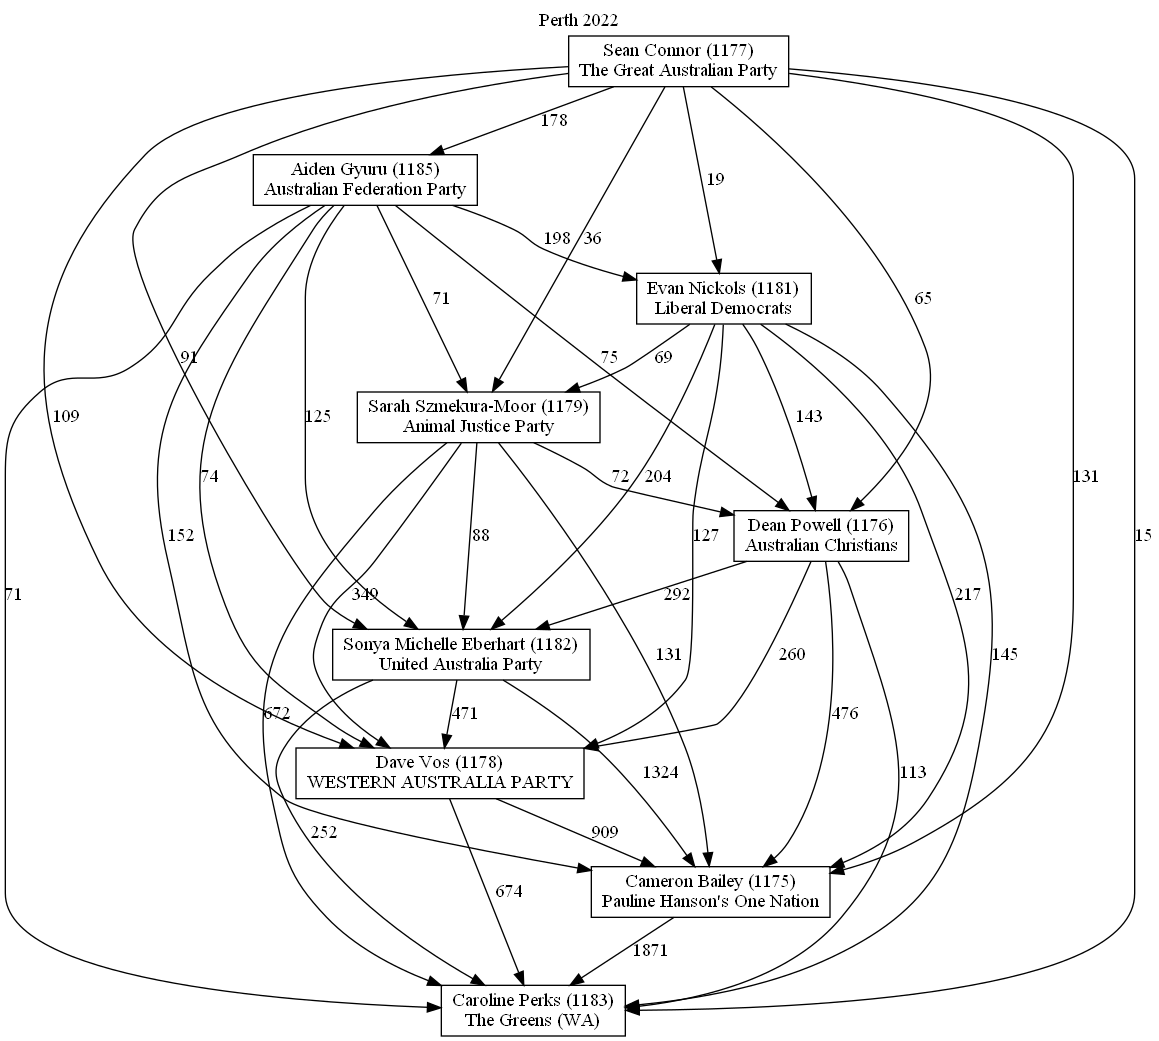 Perth 2022
Sean Connor (1177)
The Great Australian Party
178
Aiden Gyuru (1185)
Australian Federation Party
19
198
36
Evan Nickols (1181)
Liberal Democrats
71
65
91
75
69
Sarah Szmekura-Moor (1179)
Animal Justice Party
109
125
143
74
72
204
131
Dean Powell (1176)
Australian Christians
152
88
127
15
71
349
292
217
Sonya Michelle Eberhart (1182)
United Australia Party
131
260
145
672
471
476
Dave Vos (1178)
WESTERN AUSTRALIA PARTY
1324
113
252
909
Cameron Bailey (1175)
Pauline Hanson's One Nation
674
1871
Caroline Perks (1183)
The Greens (WA)